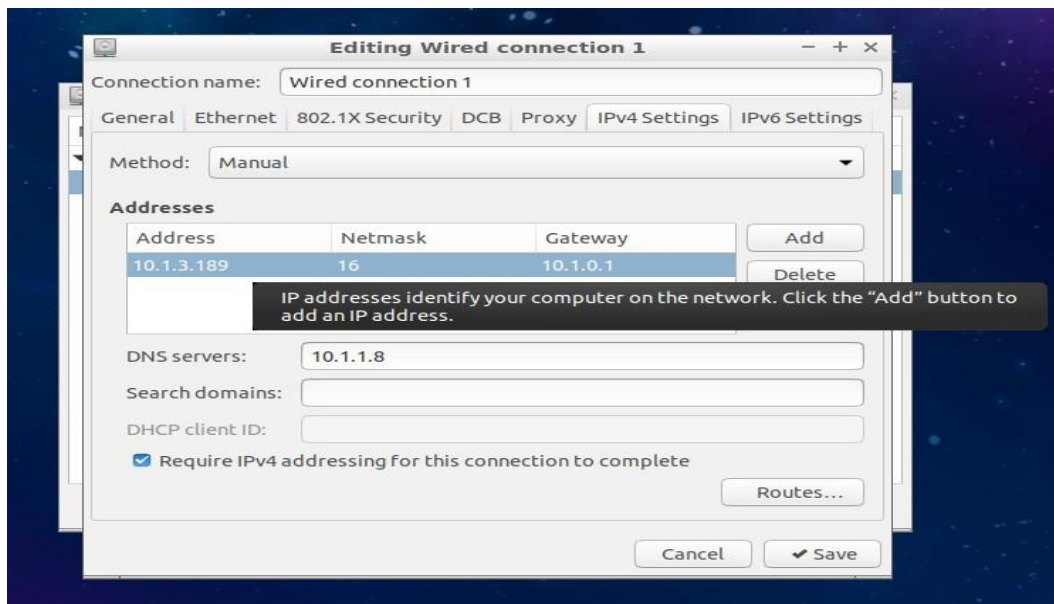 Editing Wired connection 1
Connection name: Wired connection 1
General Ethernet 802.1X Security DCB Proxy IPv4 Settings IPv6 Settings
Method: Manual
Addresses
Address Netmask Gateway Add
10.1.3.189 16 10.1.0.1 Delete
IP addresses identify your computer on the network. Click the “Add” button to
add an IP address.
DNS servers: 10.1.1.8
Search domains:
DHCP client ID:
Require IPv4 addressing for this connection to complete
Routes...
Cancel Save